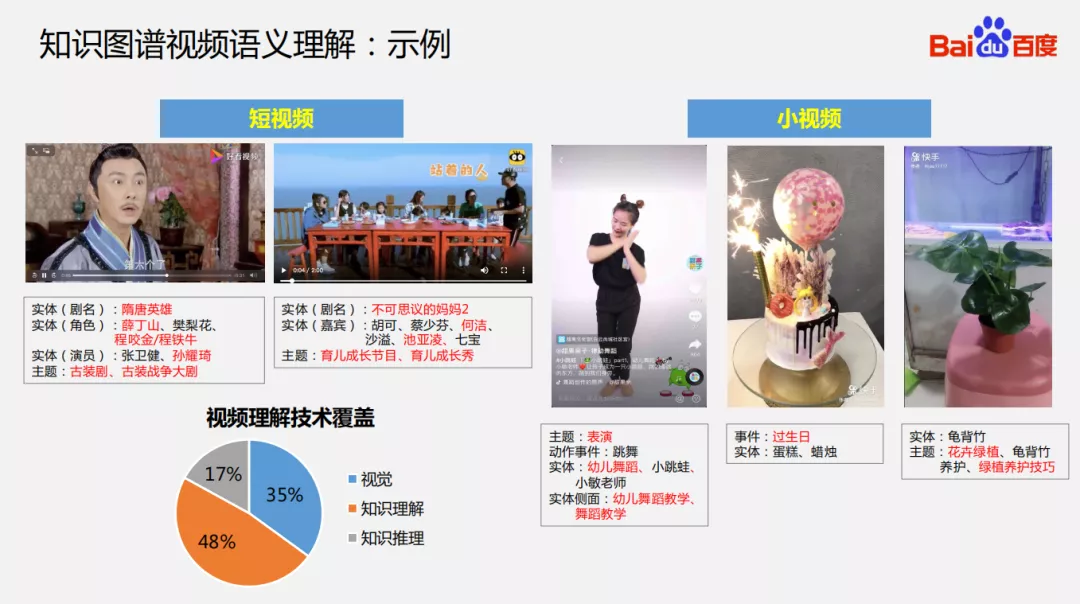 知识图谱视频语义理解：示例
Bai du 百度
短视频
小视频
好看视频
站着的人
0:04 / 2:00
快手
快手
实体（剧名）：隋唐英雄
实体（角色）：薛丁山、樊梨花、
程咬金/程铁牛
实体（演员）：张卫健、孙耀琦
主题：古装剧、古装战争大剧
实体（剧名）：不可思议的妈妈2
实体（嘉宾）：胡可、蔡少芬、何洁、
沙溢、池亚凌、七宝
主题：育儿成长节目、育儿成长秀
主题：表演
动作事件：跳舞
实体：幼儿舞蹈、小跳蛙、
小敏老师
实体侧面：幼儿舞蹈教学、
舞蹈教学
事件：过生日
实体：蛋糕、蜡烛
实体：龟背竹
主题：花卉绿植、龟背竹
养护、绿植养护技巧
视频理解技术覆盖
17%
35%
48%
视觉
知识理解
知识推理